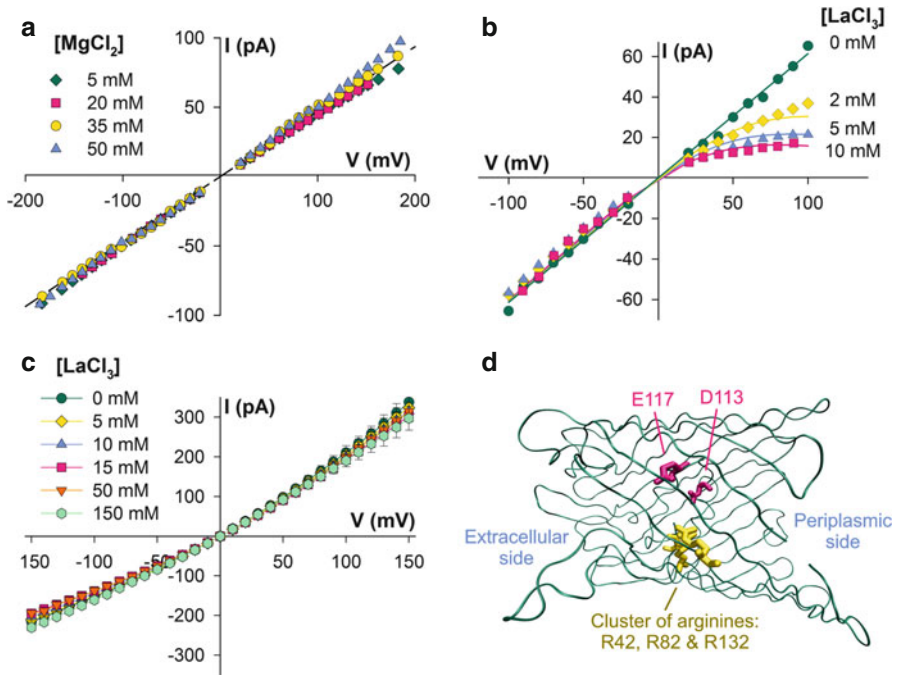 a
[MgCl2]
5 mM
20 mM
35 mM
50 mM
I (pA)
100
50
-50
-100
V (mV)
-200
-100
100
200
b
[LaCl3]
0 mM
2 mM
5 mM
10 mM
I (pA)
60
40
20
-20
-40
-60
V (mV)
-100
-50
50
100
c
[LaCl3]
0 mM
5 mM
10 mM
15 mM
50 mM
150 mM
I (pA)
300
200
100
-100
-200
-300
V (mV)
150
-100
-50
50
100
150
d
E117
D113
Extracellular
side
Periplasmic
side
Cluster of arginines:
R42, R82 & R132